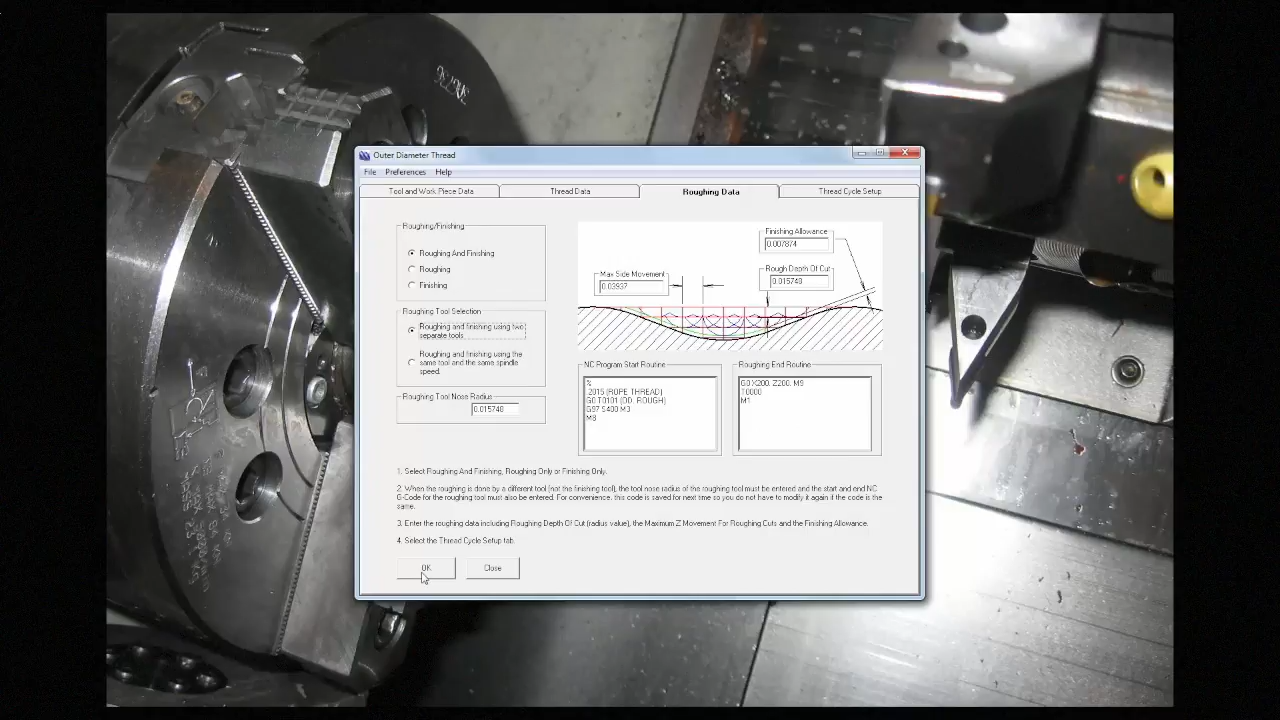 Outer Diameter Thread
File Preferences Help
Tool and Work Piece Data Thread Data Roughing Data Thread Cycle Setup
Roughing/Finishing
Roughing And Finishing
Roughing
Finishing
Roughing Tool Selection
Roughing and finishing using two
separate tools
Roughing and finishing using the
same tool and the same spindle
speed.
Roughing Tool Nose Radius
0.015748
Finishing Allowance
0.007874
Max Side Movement
0.03937
Rough Depth Of Cut
0.015748
NC Program Start Routine
%
2015 (ROPE THREAD)
G0 T0101 (OD. ROUGH)
G97 S400 M3
M8
Roughing End Routine
G0 X200. Z200. M9
T0000
M1
1. Select Roughing And Finishing, Roughing Only or Finishing Only.
2. When the roughing is done by a different tool (not the finishing tool), the tool nose radius of the roughing tool must be entered and the start and end NC
G-Code for the roughing tool must also be entered. For convenience, this code is saved for next time so you do not have to modify it again if the code is the
same.
3. Enter the roughing data including Roughing Depth Of Cut (radius value), the Maximum Z Movement For Roughing Cuts and the Finishing Allowance.
4. Select the Thread Cycle Setup tab.
OK Close